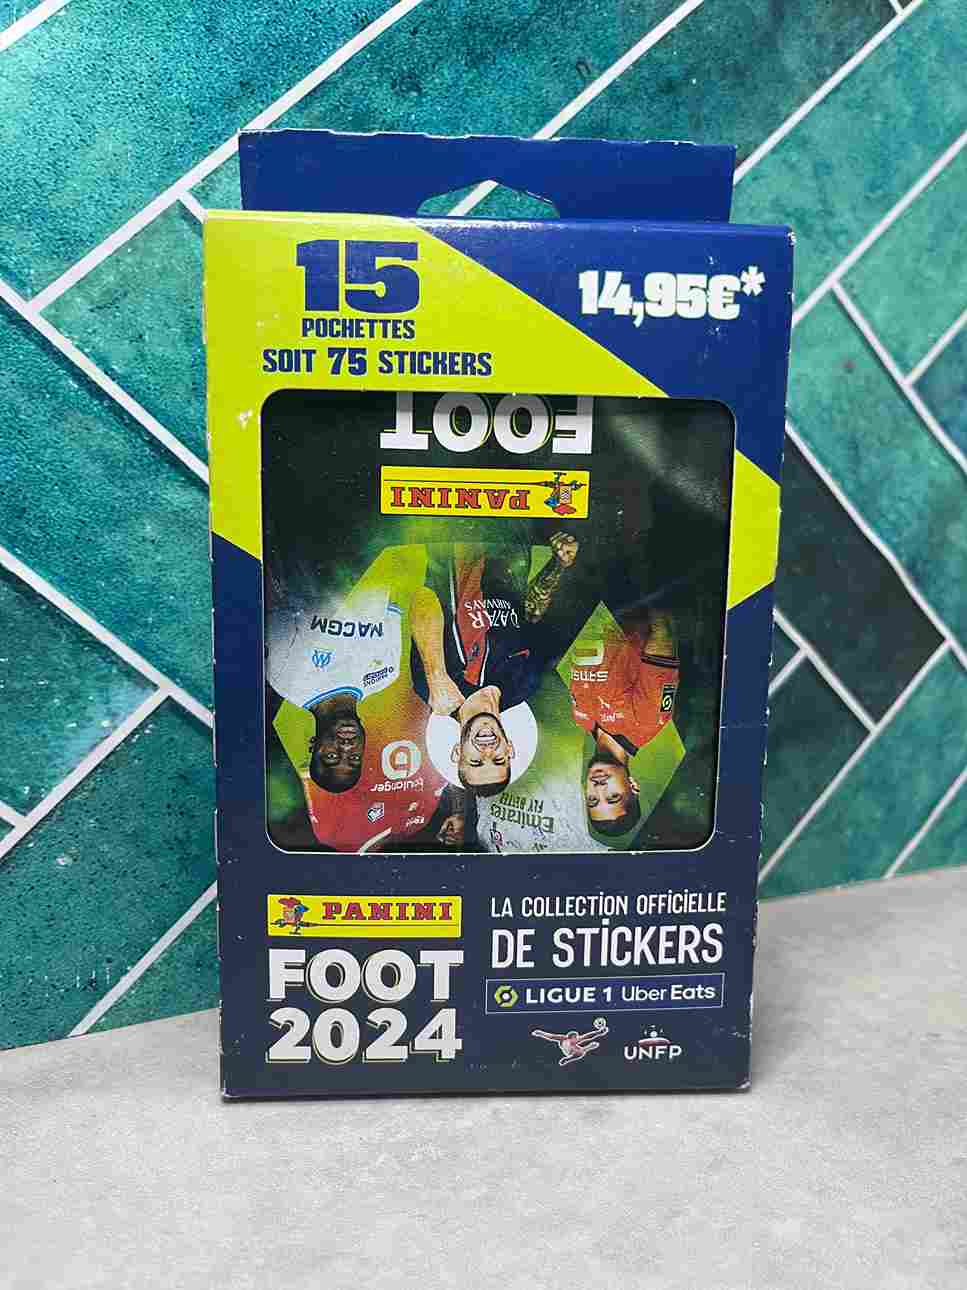 15
POCHETTES
SOIT 75 STICKERS
14,95€*
FOOT
PANINI
QATAR
AIRWAYS
MACGM
Boulanger
Emirates
FLY BETTER
PANINI
FOOT
2024
LA COLLECTION OFFICIELLE
DE STICKERS
LIGUE 1 Uber Eats
UNFP